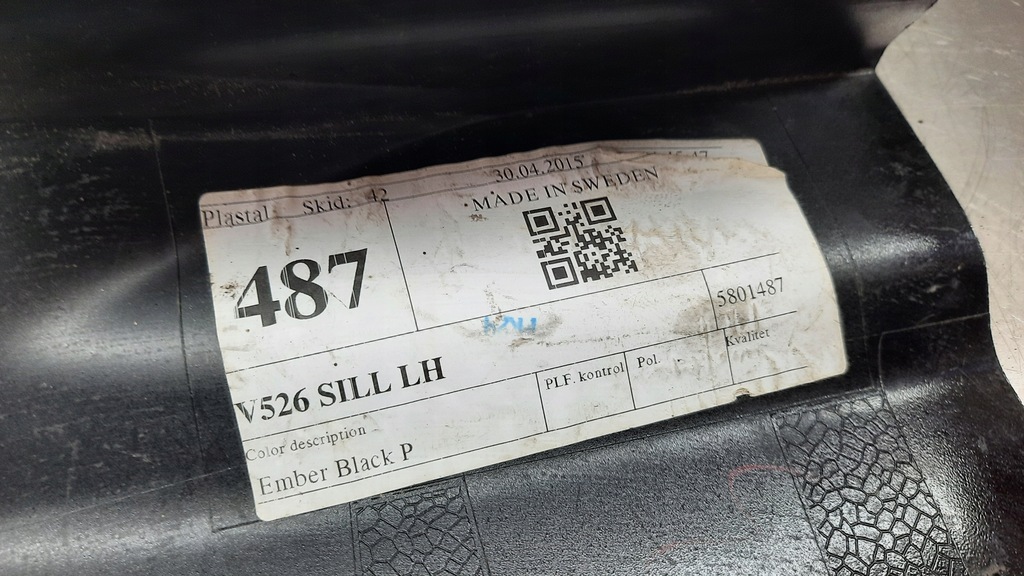 Plastal Skid: 42 30.04.2015
MADE IN SWEDEN
487
5801487
V526 SILL LH
PLF. kontrol Pol. Kvalitet
Color description
Ember Black P